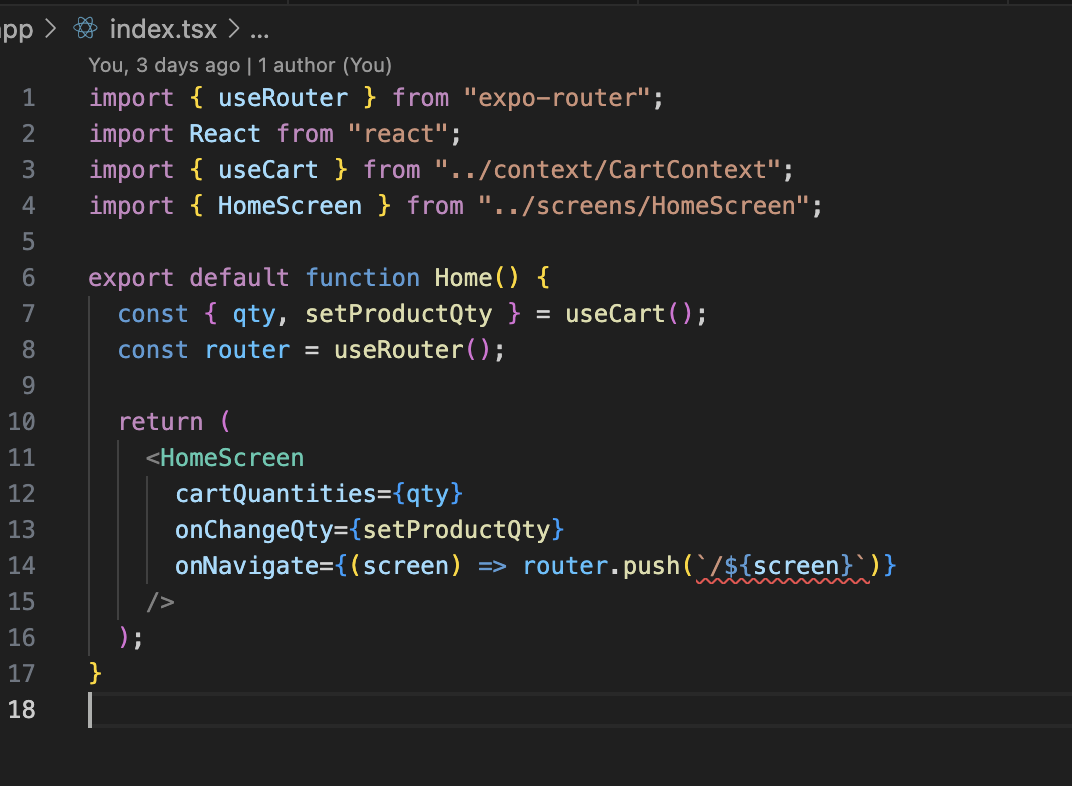 app > index.tsx > ...
You, 3 days ago | 1 author (You)
1 import { useRouter } from "expo-router";
2 import React from "react";
3 import { useCart } from "../context/CartContext";
4 import { HomeScreen } from "../screens/HomeScreen";
5
6 export default function Home() {
7   const { qty, setProductQty } = useCart();
8   const router = useRouter();
9
10   return (
11     <HomeScreen
12       cartQuantities={qty}
13       onChangeQty={setProductQty}
14       onNavigate={(screen) => router.push(`/${screen}`)}
15     />
16   );
17 }
18